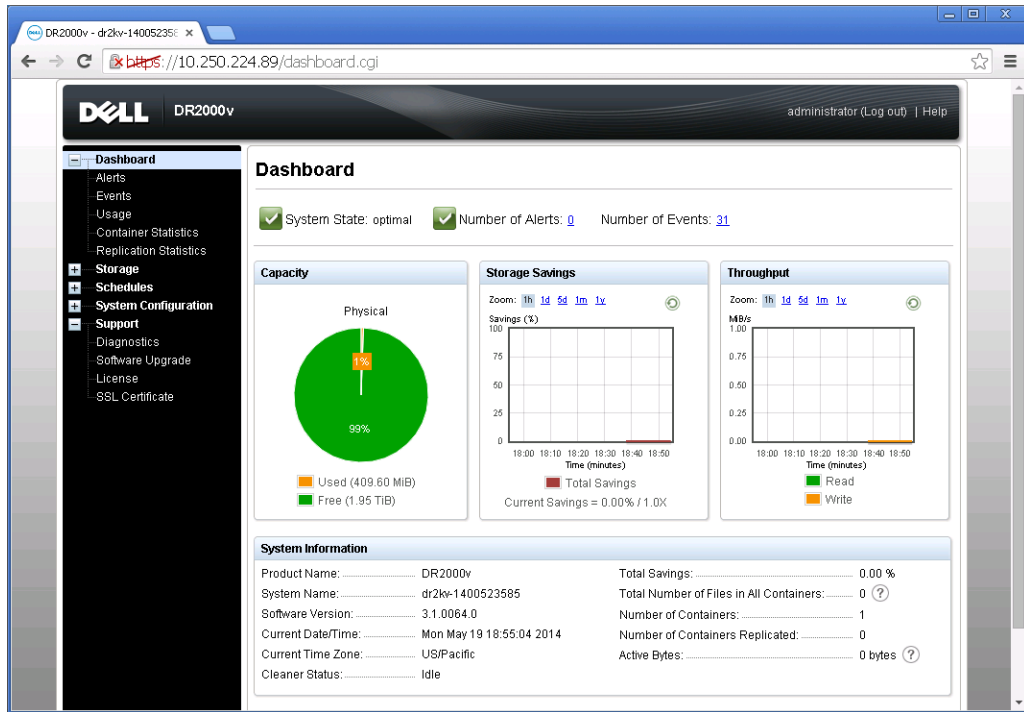 DR2000v - dr2kv-14005235
https://10.250.224.89/dashboard.cgi
DELL DR2000v
administrator (Log out) | Help
Dashboard
Alerts
Events
Usage
Container Statistics
Replication Statistics
Storage
Schedules
System Configuration
Support
Diagnostics
Software Upgrade
License
SSL Certificate
Dashboard
System State: optimal Number of Alerts: 0 Number of Events: 31
Capacity
Physical
1%
99%
Used (409.60 MiB)
Free (1.95 TiB)
Storage Savings
Zoom: 1h 1d 5d 1m 1y
Savings (%)
100
75
50
25
0
18:00 18:10 18:20 18:30 18:40 18:50
Time (minutes)
Total Savings
Current Savings = 0.00% / 1.0X
Throughput
Zoom: 1h 1d 5d 1m 1y
MiB/s
1.00
0.75
0.50
0.25
0.00
18:00 18:10 18:20 18:30 18:40 18:50
Time (minutes)
Read
Write
System Information
Product Name: DR2000v
System Name: dr2kv-1400523585
Software Version: 3.1.0064.0
Current Date/Time: Mon May 19 18:55:04 2014
Current Time Zone: US/Pacific
Cleaner Status: Idle
Total Savings: 0.00 %
Total Number of Files in All Containers: 0 ?
Number of Containers: 1
Number of Containers Replicated: 0
Active Bytes: 0 bytes ?